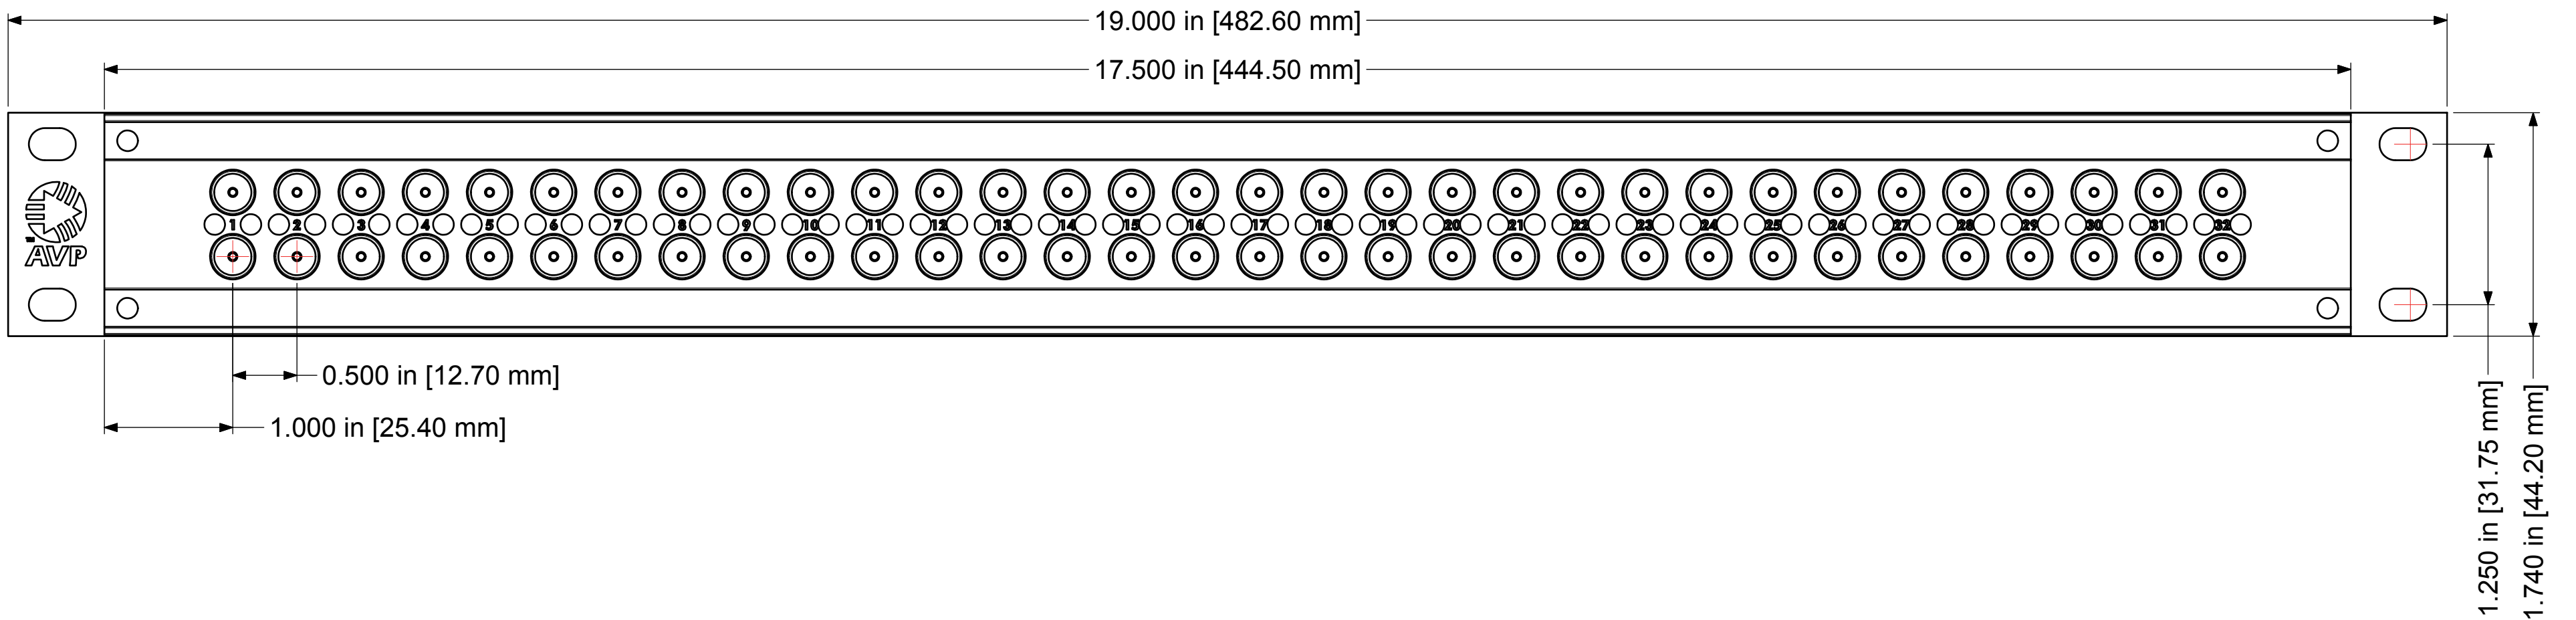 19.000 in [482.60 mm]
17.500 in [444.50 mm]
1 2 3 4 5 6 7 8 9 10 11 12 13 14 15 16 17 18 19 20 21 22 23 24 25 26 27 28 29 30 31 32
AVP
0.500 in [12.70 mm]
1.000 in [25.40 mm]
1.250 in [31.75 mm]
1.740 in [44.20 mm]